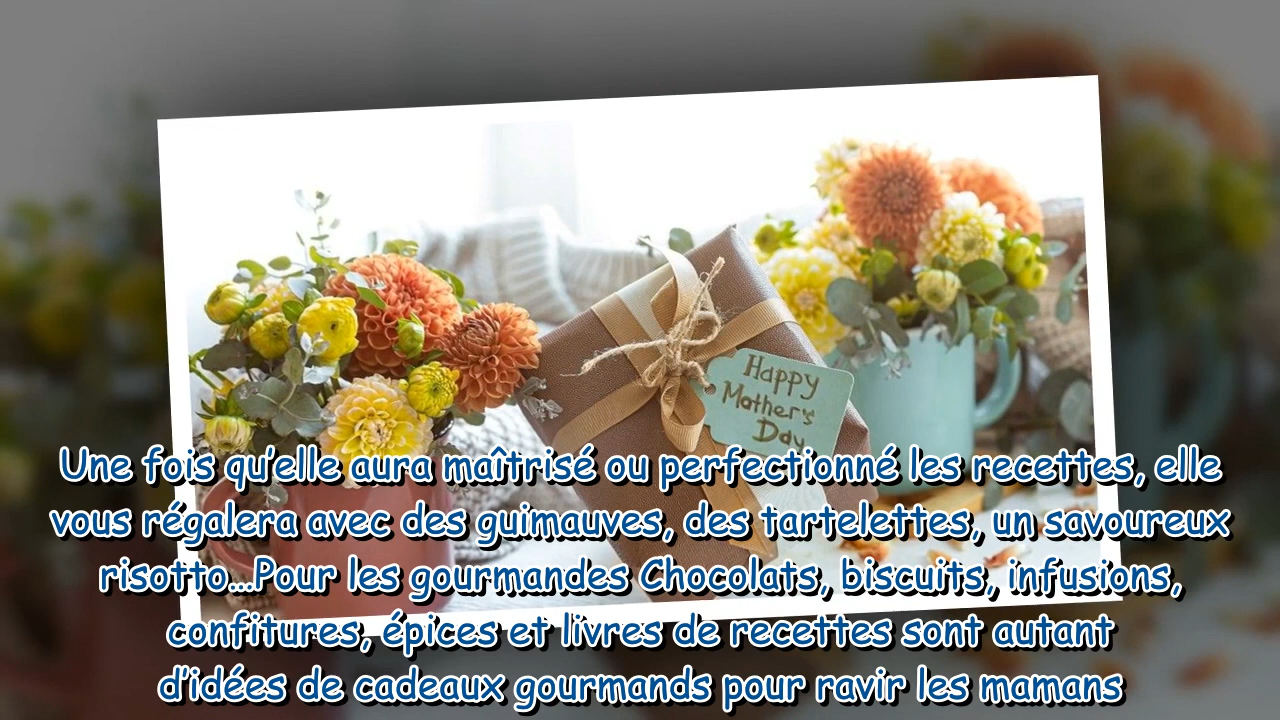 Happy
Mother's
Day
Une fois qu'elle aura maîtrisé ou perfectionné les recettes, elle
vous régalera avec des guimauves, des tartelettes, un savoureux
risotto...Pour les gourmandes Chocolats, biscuits, infusions,
confitures, épices et livres de recettes sont autant
d'idées de cadeaux gourmands pour ravir les mamans